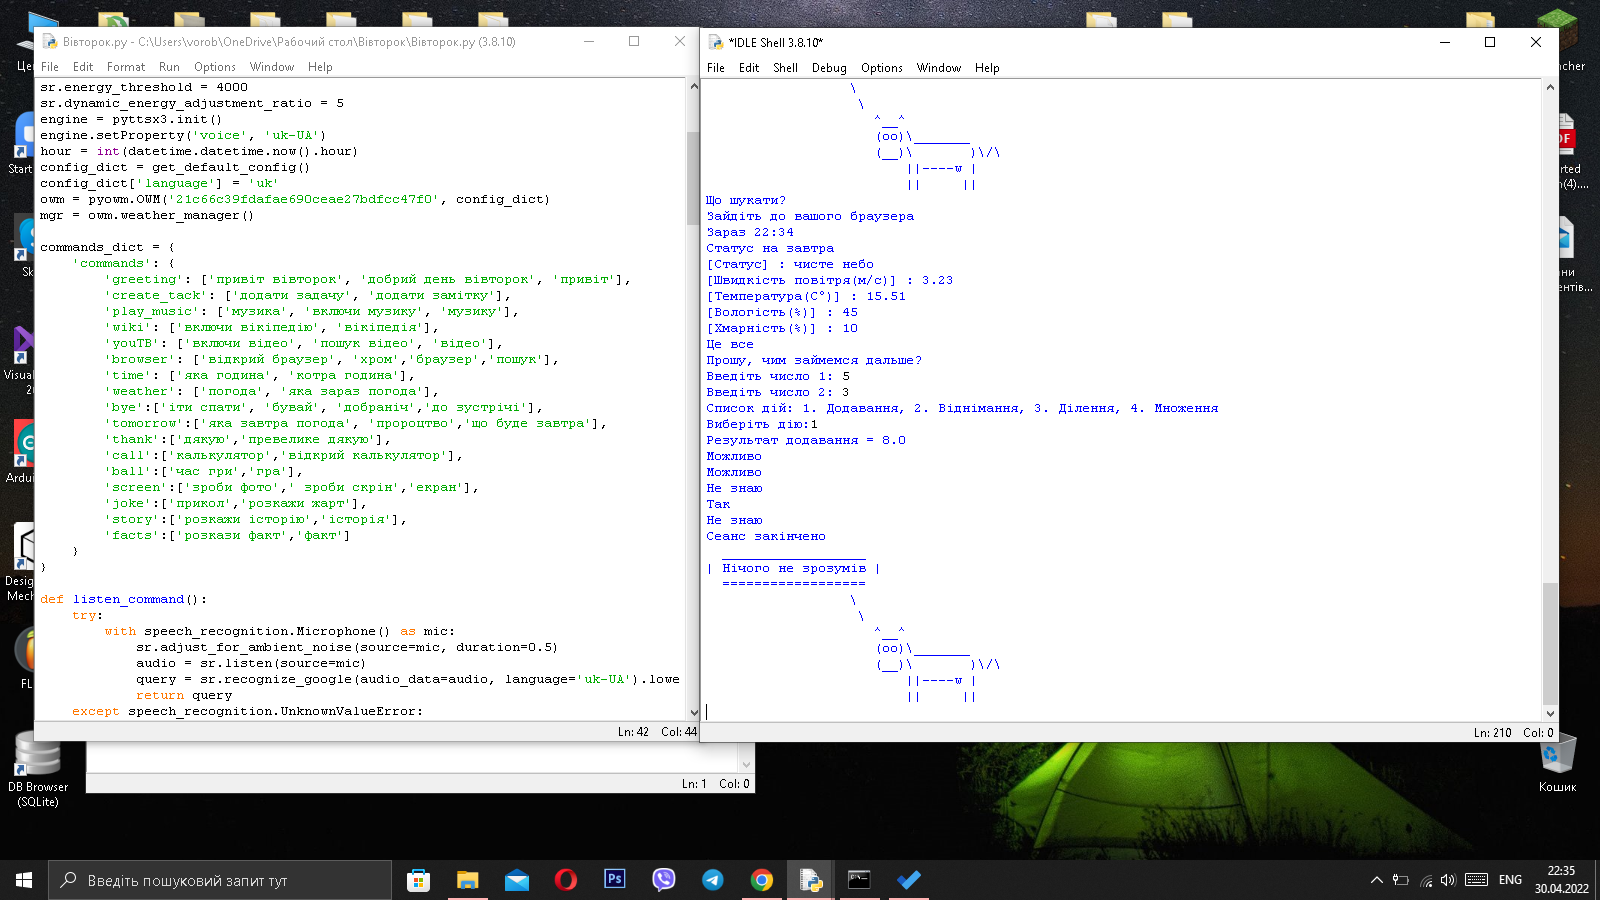 Вівторок.py - C:\Users\vorob\OneDrive\Рабочий стол\Вівторок\Вівторок.py (3.8.10)
File Edit Format Run Options Window Help
sr.energy_threshold = 4000
sr.dynamic_energy_adjustment_ratio = 5
engine = pyttsx3.init()
engine.setProperty('voice', 'uk-UA')
hour = int(datetime.datetime.now().hour)
config_dict = get_default_config()
config_dict['language'] = 'uk'
owm = pyowm.OWM('21c66c39fdafae690ceae27bdfcc47f0', config_dict)
mgr = owm.weather_manager()
commands_dict = {
'commands': {
'greeting': ['привіт вівторок', 'добрий день вівторок', 'привіт'],
'create_tack': ['додати задачу', 'додати замітку'],
'play_music': ['музика', 'включи музику', 'музику'],
'wiki': ['включи вікіпедію', 'вікіпедія'],
'youTB': ['включи відео', 'пошук відео', 'відео'],
'browser': ['відкрий браузер', 'хром','браузер','пошук'],
'time': ['яка година', 'котра година'],
'weather': ['погода', 'яка зараз погода'],
'bye':['іти спати', 'бувай', 'добраніч','до зустрічі'],
'tomorrow':['яка завтра погода', 'пророцтво','що буде завтра'],
'thank':['дякую','превелике дякую'],
'call':['калькулятор','відкрий калькулятор'],
'ball':['час гри','гра'],
'screen':['зроби фото',' зроби скрін','екран'],
'joke':['прикол','розкажи жарт'],
'story':['розкажи історію','історія'],
'facts':['розкази факт','факт']
}
}
def listen_command():
try:
with speech_recognition.Microphone() as mic:
sr.adjust_for_ambient_noise(source=mic, duration=0.5)
audio = sr.listen(source=mic)
query = sr.recognize_google(audio_data=audio, language='uk-UA').lowe
return query
except speech_recognition.UnknownValueError:
Ln: 42 Col: 44
Ln: 1 Col: 0
*IDLE Shell 3.8.10*
File Edit Shell Debug Options Window Help
\
\
^__^
(oo)\_______
(__)\       )\/\
||----w |
||     ||
Що шукати?
Зайдіть до вашого браузера
Зараз 22:34
Статус на завтра
[Статус] : чисте небо
[Швидкість повітря(м/с)] : 3.23
[Температура(С°)] : 15.51
[Вологість(%)] : 45
[Хмарність(%)] : 10
Це все
Прошу, чим займемся дальше?
Введіть число 1: 5
Введіть число 2: 3
Список дій: 1. Додавання, 2. Віднімання, 3. Ділення, 4. Множення
Виберіть дію:1
Результат додавання = 8.0
Можливо
Можливо
Не знаю
Так
Не знаю
Сеанс закінчено
__________________
| Нічого не зрозумів |
==================
\
\
^__^
(oo)\_______
(__)\       )\/\
||----w |
||     ||
Ln: 210 Col: 0
DB Browser
(SQLite)
Кошик
Введіть пошуковий запит тут
Ps
ENG
22:35
30.04.2022